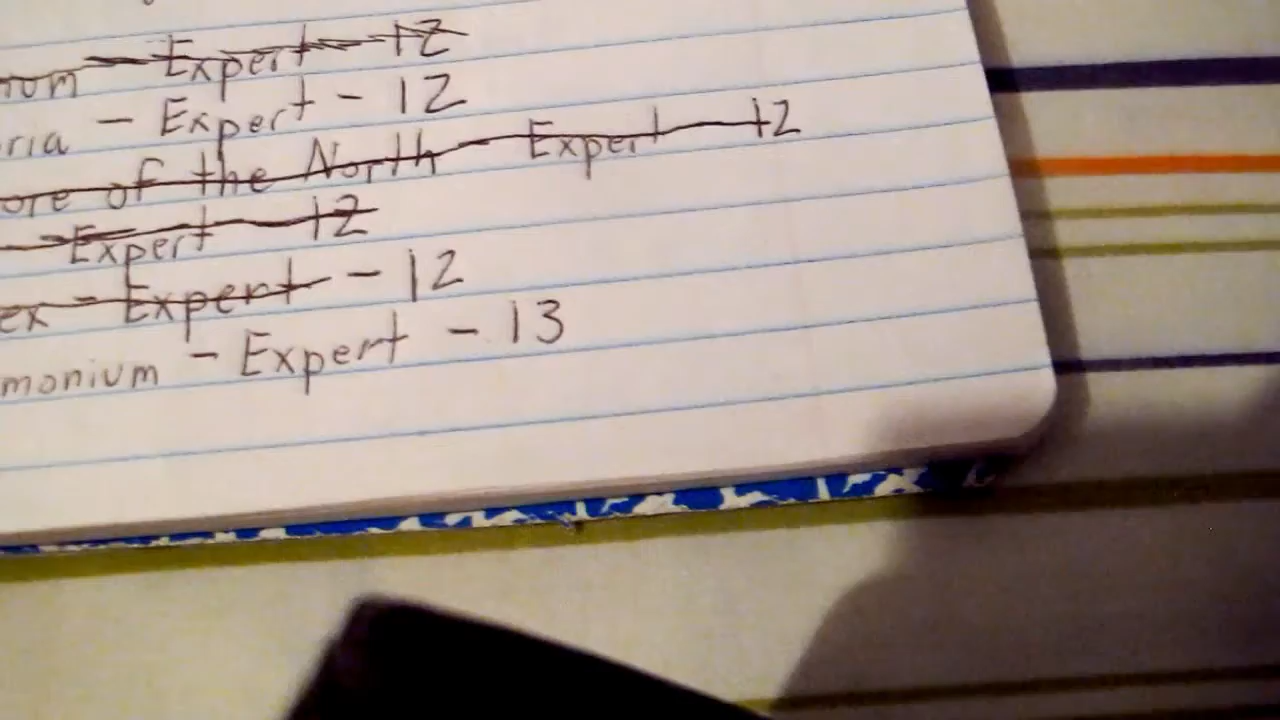 rom - Expert - 12
ria - Expert - 12
ore of the North - Expert - 12
- Expert - 12
ex - Expert - 12
monium - Expert - 13